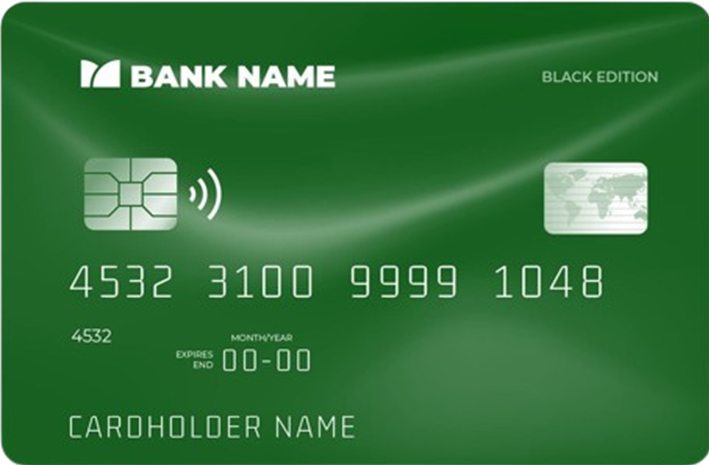 BANK NAME
BLACK EDITION
4532 3100 9999 1048
4532
MONTH/YEAR
EXPIRES END 00-00
CARDHOLDER NAME